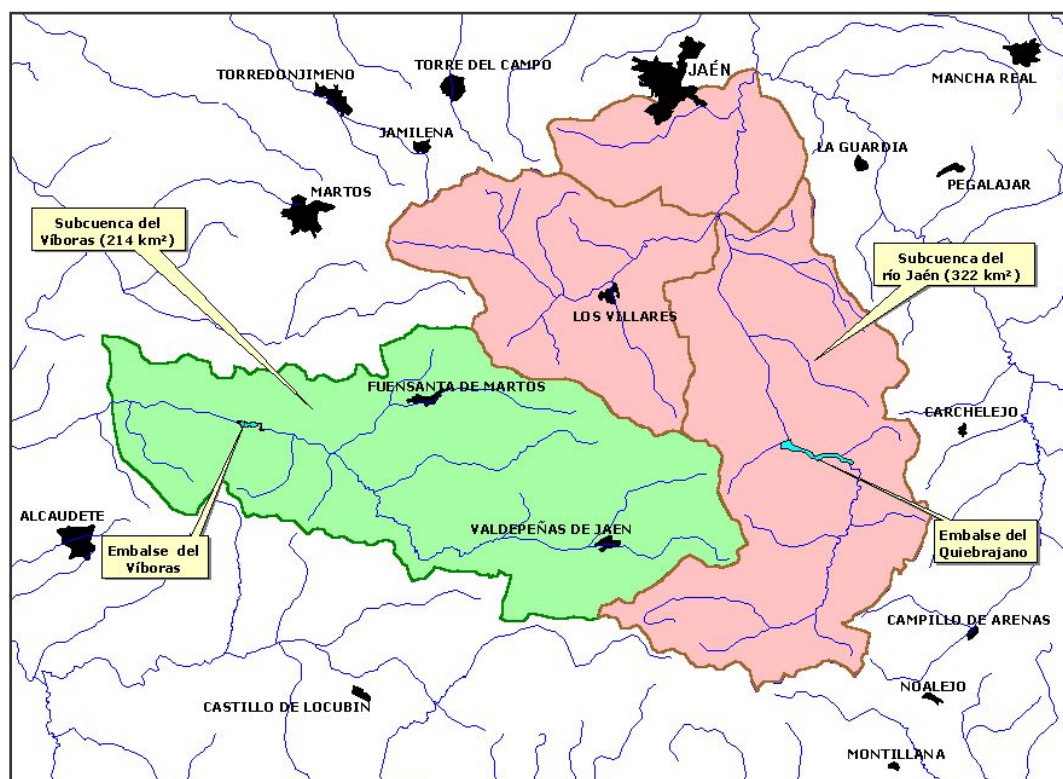 JAÉN
TORRE DEL CAMPO
TORREDONJIMENO
MANCHA REAL
JAMILENA
LA GUARDIA
PEGALAJAR
MARTOS
Subcuenca del
Víboras (214 km²)
Subcuenca del
río Jaén (322 km²)
LOS VILLARES
FUENSANTA DE MARTOS
CARCHELEJO
ALCAUDETE
VALDEPEÑAS DE JAEN
Embalse del
Víboras
Embalse del
Quiebrajano
CAMPILLO DE ARENAS
NOALEJO
CASTILLO DE LOCUBIN
MONTILLANA